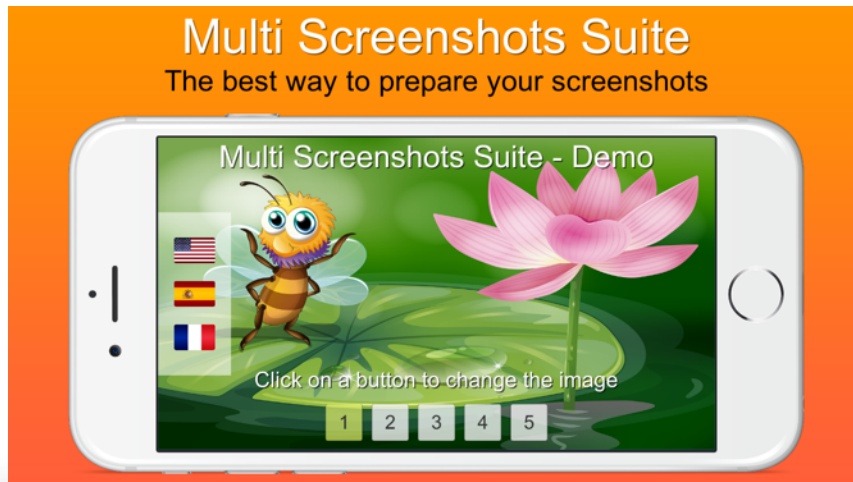 Multi Screenshots Suite
The best way to prepare your screenshots
Multi Screenshots Suite - Demo
Click on a button to change the image
1 2 3 4 5